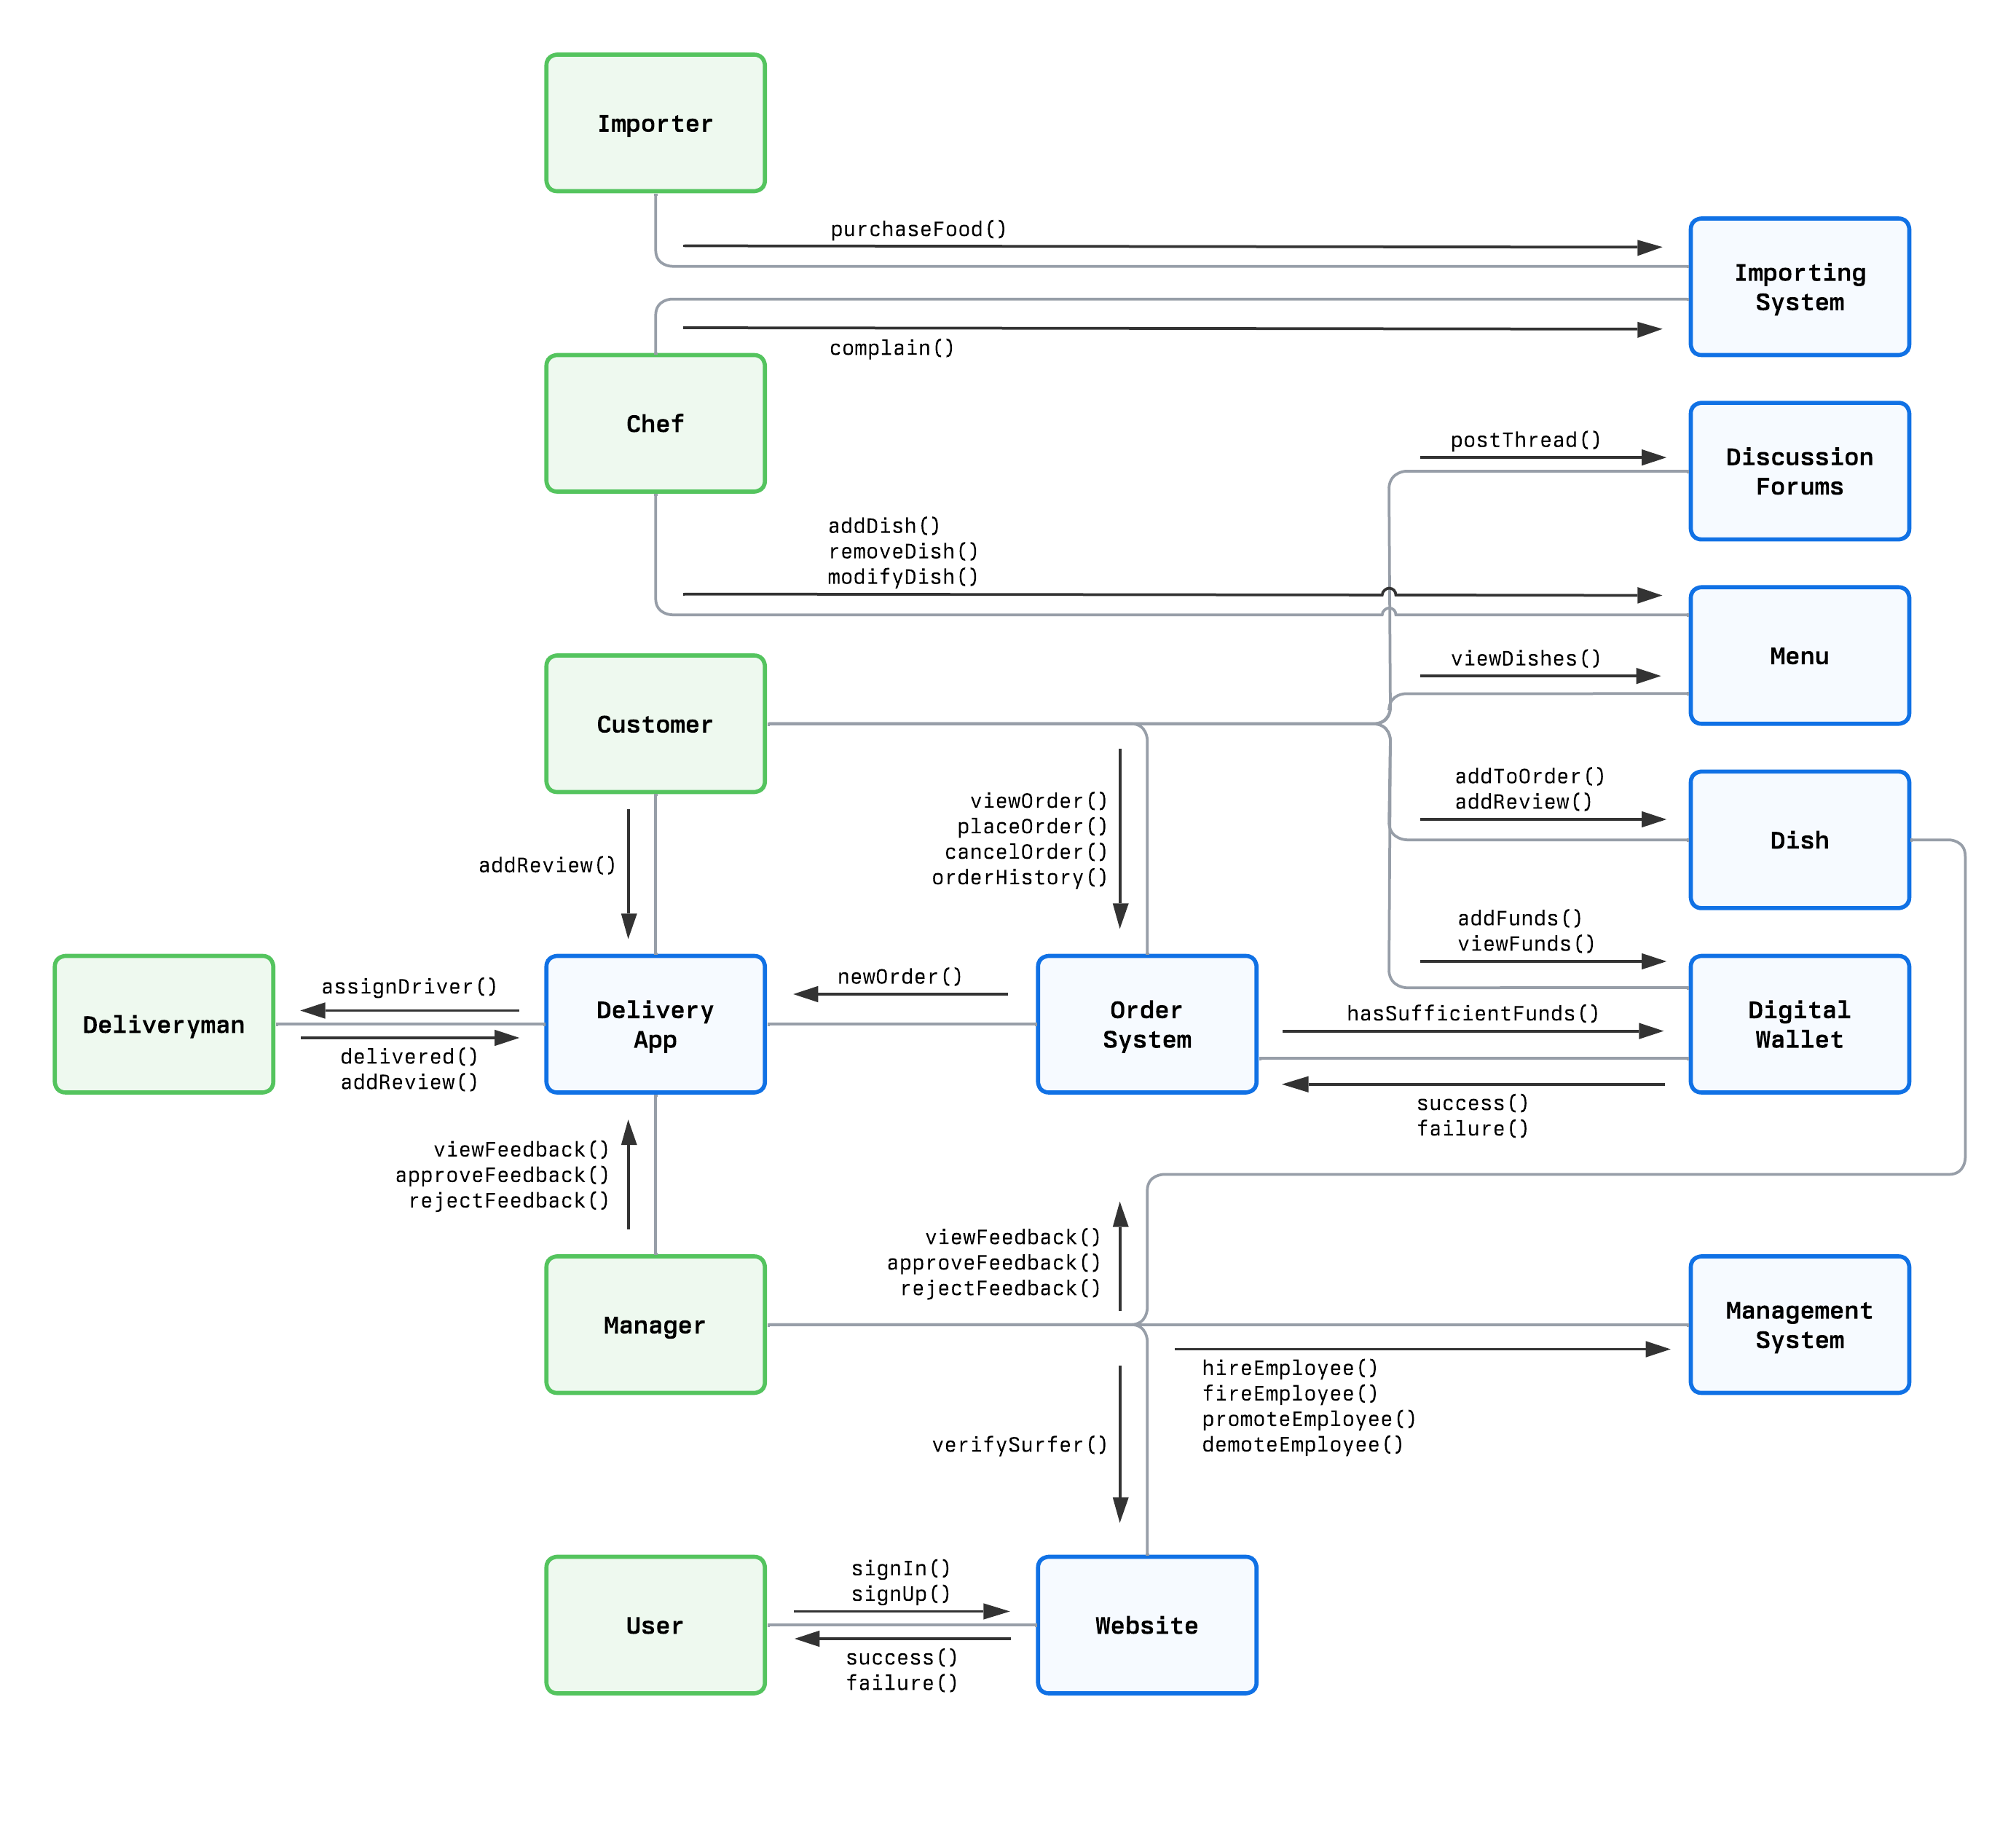 Importer
purchaseFood()
Importing
System
complain()
Chef
postThread()
Discussion
Forums
addDish()
removeDish()
modifyDish()
Menu
viewDishes()
Customer
addToOrder()
addReview()
Dish
viewOrder()
placeOrder()
cancelOrder()
orderHistory()
addReview()
addFunds()
viewFunds()
Deliveryman
assignDriver()
delivered()
addReview()
Delivery
App
newOrder()
Order
System
hasSufficientFunds()
Digital
Wallet
success()
failure()
viewFeedback()
approveFeedback()
rejectFeedback()
viewFeedback()
approveFeedback()
rejectFeedback()
Manager
Management
System
hireEmployee()
fireEmployee()
promoteEmployee()
demoteEmployee()
verifySurfer()
User
signIn()
signUp()
success()
failure()
Website